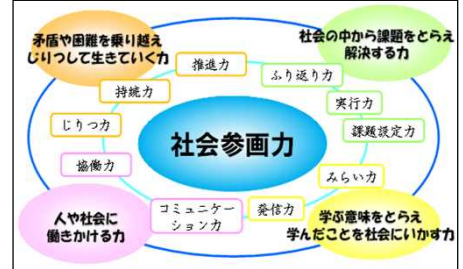 矛盾や困難を乗り越え
じりつして生きていく力
社会の中から課題をとらえ
解決する力
推進力
ふり返り力
持続力
実行力
じりつ力
課題設定力
社会参画力
協働力
みらい力
コミュニケー
ション力
発信力
人や社会に
働きかける力
学ぶ意味をとらえ
学んだことを社会にいかす力